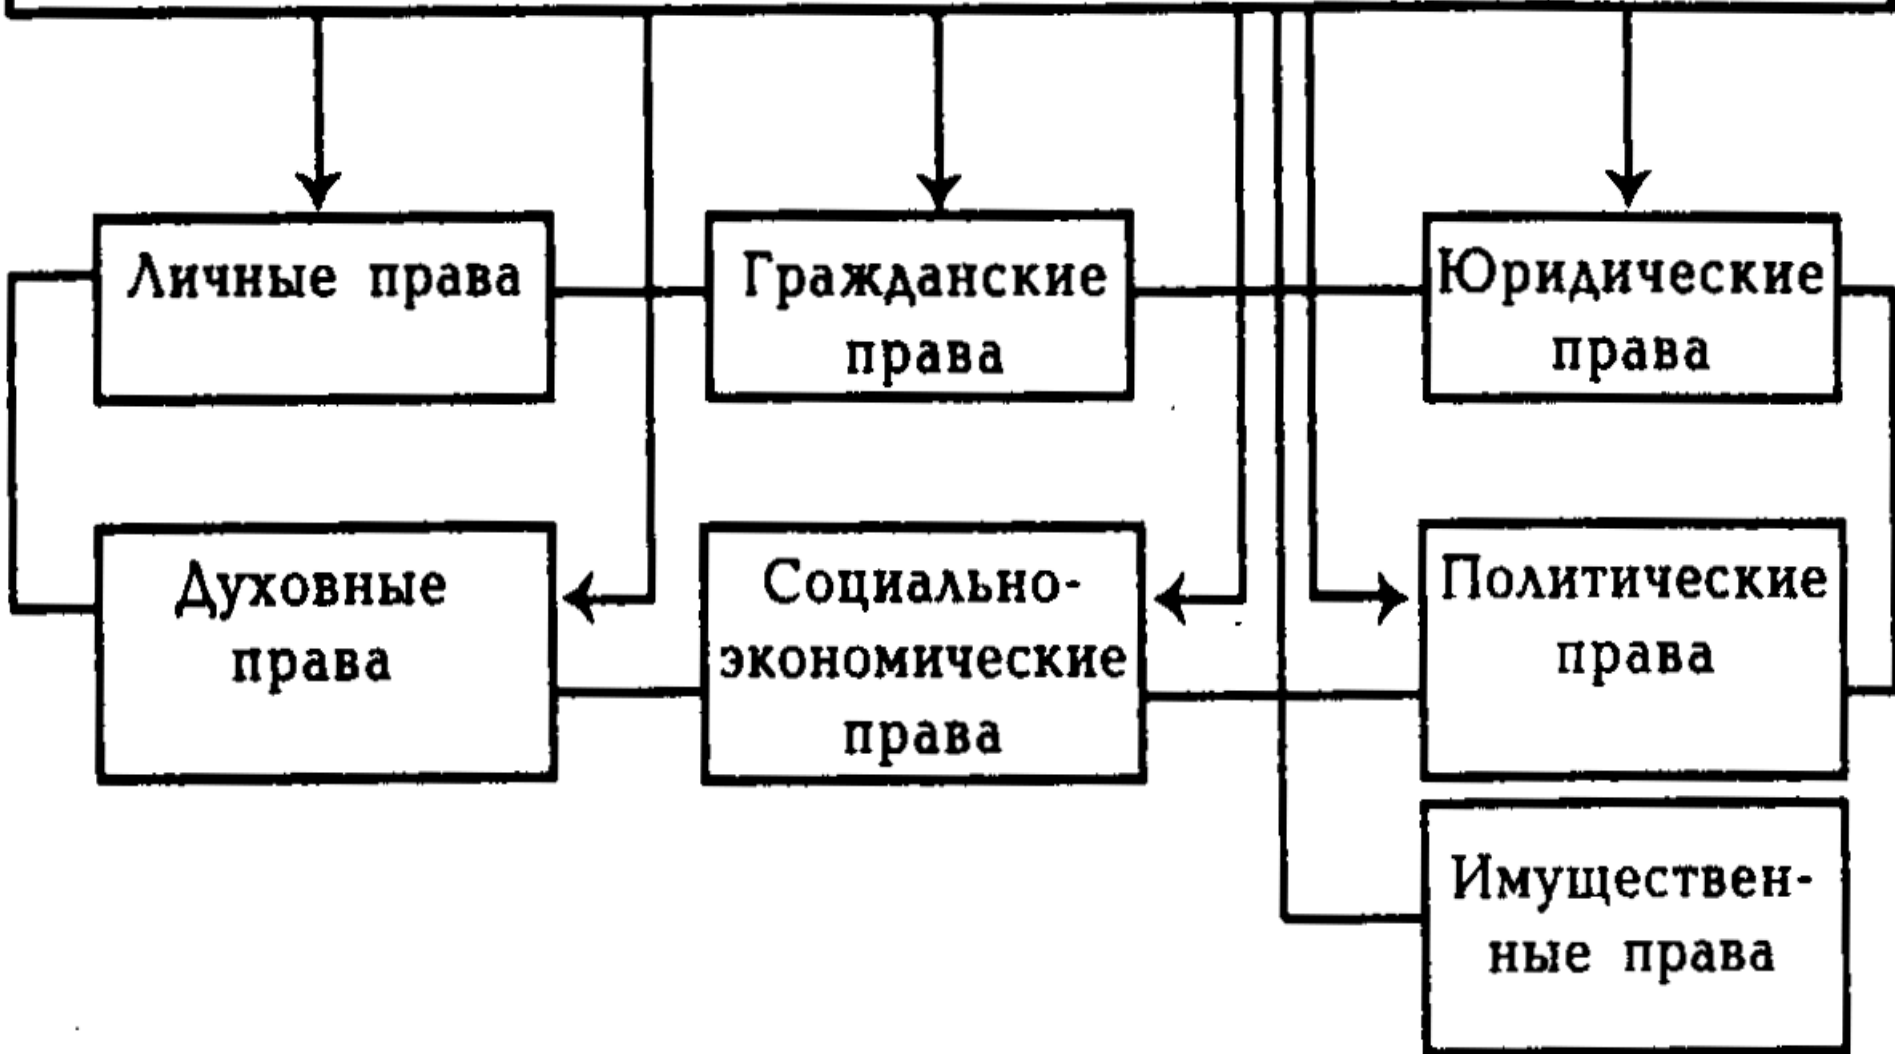 Личные права
Гражданские
права
Юридические
права
Духовные
права
Социально-
экономические
права
Политические
права
Имуществен-
ные права